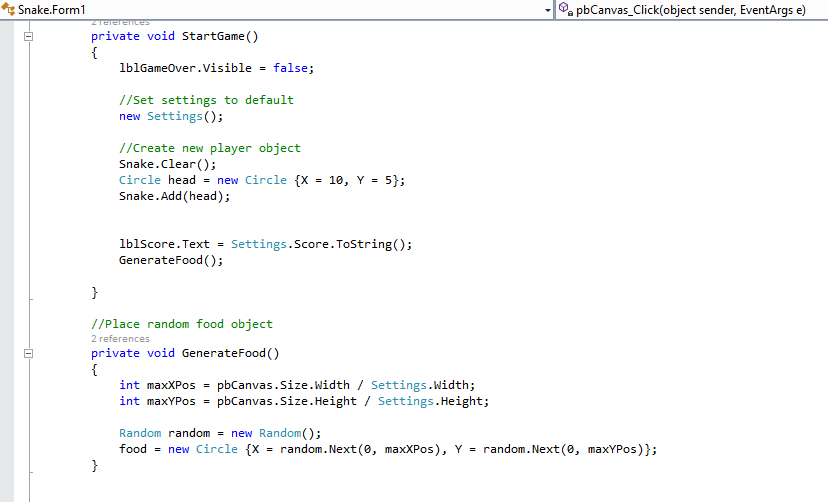 Snake.Form1 pbCanvas_Click(object sender, EventArgs e)
2 references
private void StartGame()
{
lblGameOver.Visible = false;
//Set settings to default
new Settings();
//Create new player object
Snake.Clear();
Circle head = new Circle {X = 10, Y = 5};
Snake.Add(head);
lblScore.Text = Settings.Score.ToString();
GenerateFood();
}
//Place random food object
2 references
private void GenerateFood()
{
int maxXPos = pbCanvas.Size.Width / Settings.Width;
int maxYPos = pbCanvas.Size.Height / Settings.Height;
Random random = new Random();
food = new Circle {X = random.Next(0, maxXPos), Y = random.Next(0, maxYPos)};
}